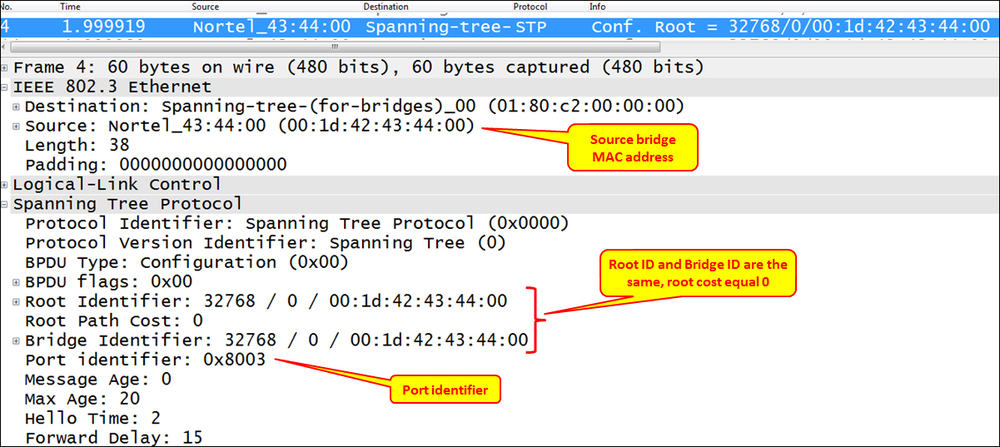 No. Time Source Destination Protocol Info
4 1.999919 Nortel_43:44:00 Spanning-tree- STP Conf. Root = 32768/0/00:1d:42:43:44:00
Frame 4: 60 bytes on wire (480 bits), 60 bytes captured (480 bits)
IEEE 802.3 Ethernet
Destination: Spanning-tree-(for-bridges)_00 (01:80:c2:00:00:00)
Source: Nortel_43:44:00 (00:1d:42:43:44:00)
Source bridge
MAC address
Length: 38
Padding: 0000000000000000
Logical-Link Control
Spanning Tree Protocol
Protocol Identifier: Spanning Tree Protocol (0x0000)
Protocol Version Identifier: Spanning Tree (0)
BPDU Type: Configuration (0x00)
BPDU flags: 0x00
Root Identifier: 32768 / 0 / 00:1d:42:43:44:00
Root Path Cost: 0
Bridge Identifier: 32768 / 0 / 00:1d:42:43:44:00
Root ID and Bridge ID are the
same, root cost equal 0
Port identifier: 0x8003
Port identifier
Message Age: 0
Max Age: 20
Hello Time: 2
Forward Delay: 15